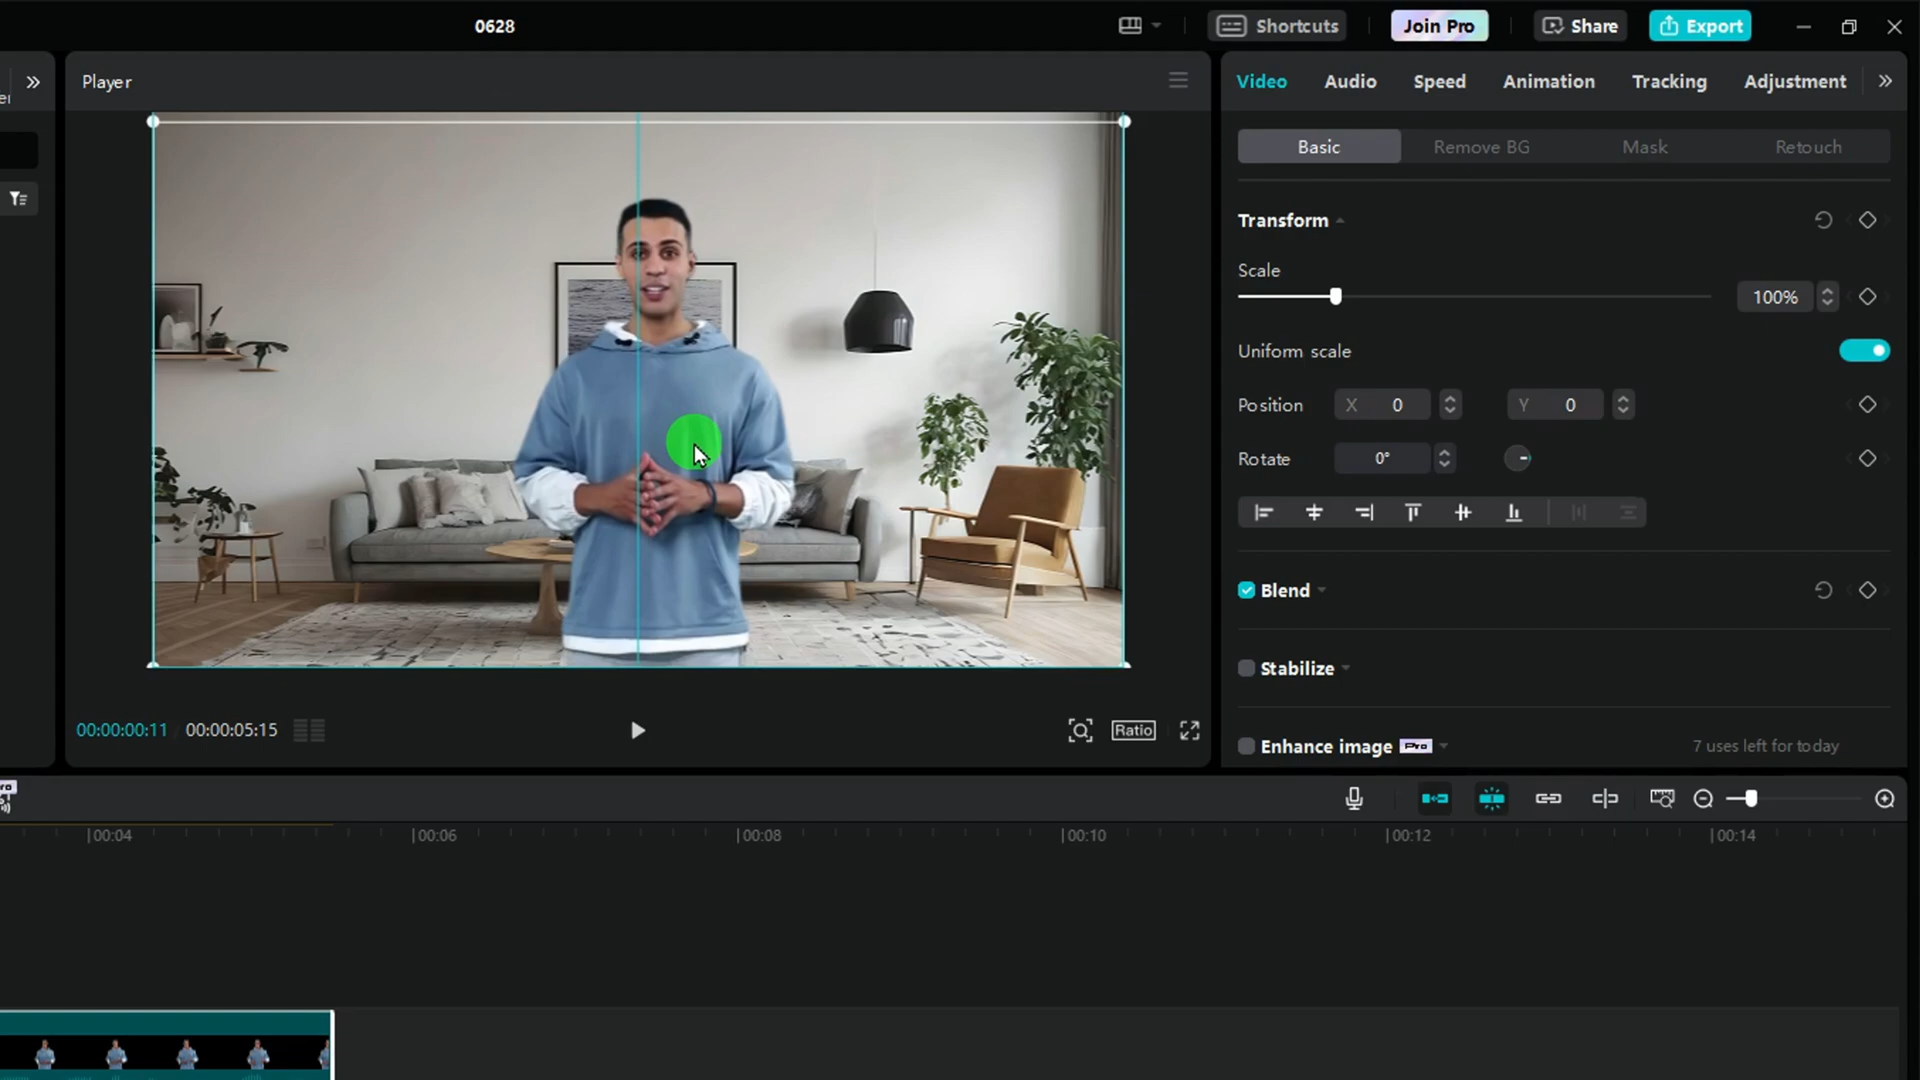 0628
Shortcuts
Join Pro
Share
Export
Player
Video
Audio
Speed
Animation
Tracking
Adjustment
Basic
Remove BG
Mask
Retouch
Transform
Scale
100%
Uniform scale
Position
X 0
Y 0
Rotate
0°
Blend
Stabilize
Enhance image Pro
7 uses left for today
00:00:00:11
00:00:05:15
Ratio
00:04
00:06
00:08
00:10
00:12
00:14